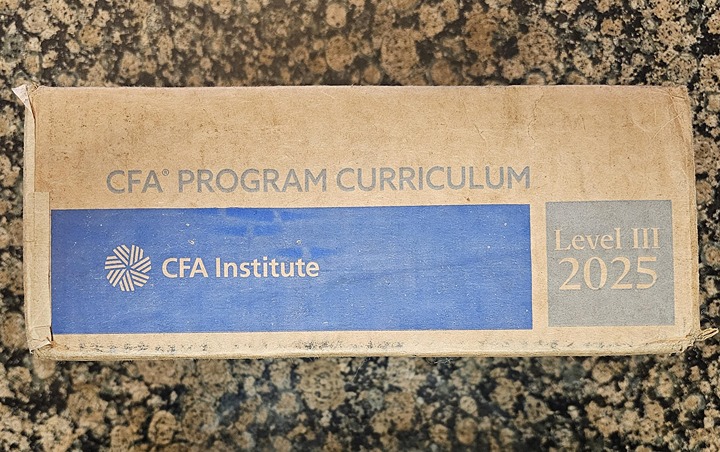 CFA® PROGRAM CURRICULUM
CFA Institute
Level III
2025